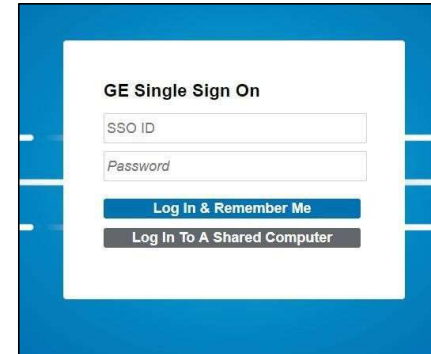 GE Single Sign On
SSO ID
Password
Log In & Remember Me
Log In To A Shared Computer